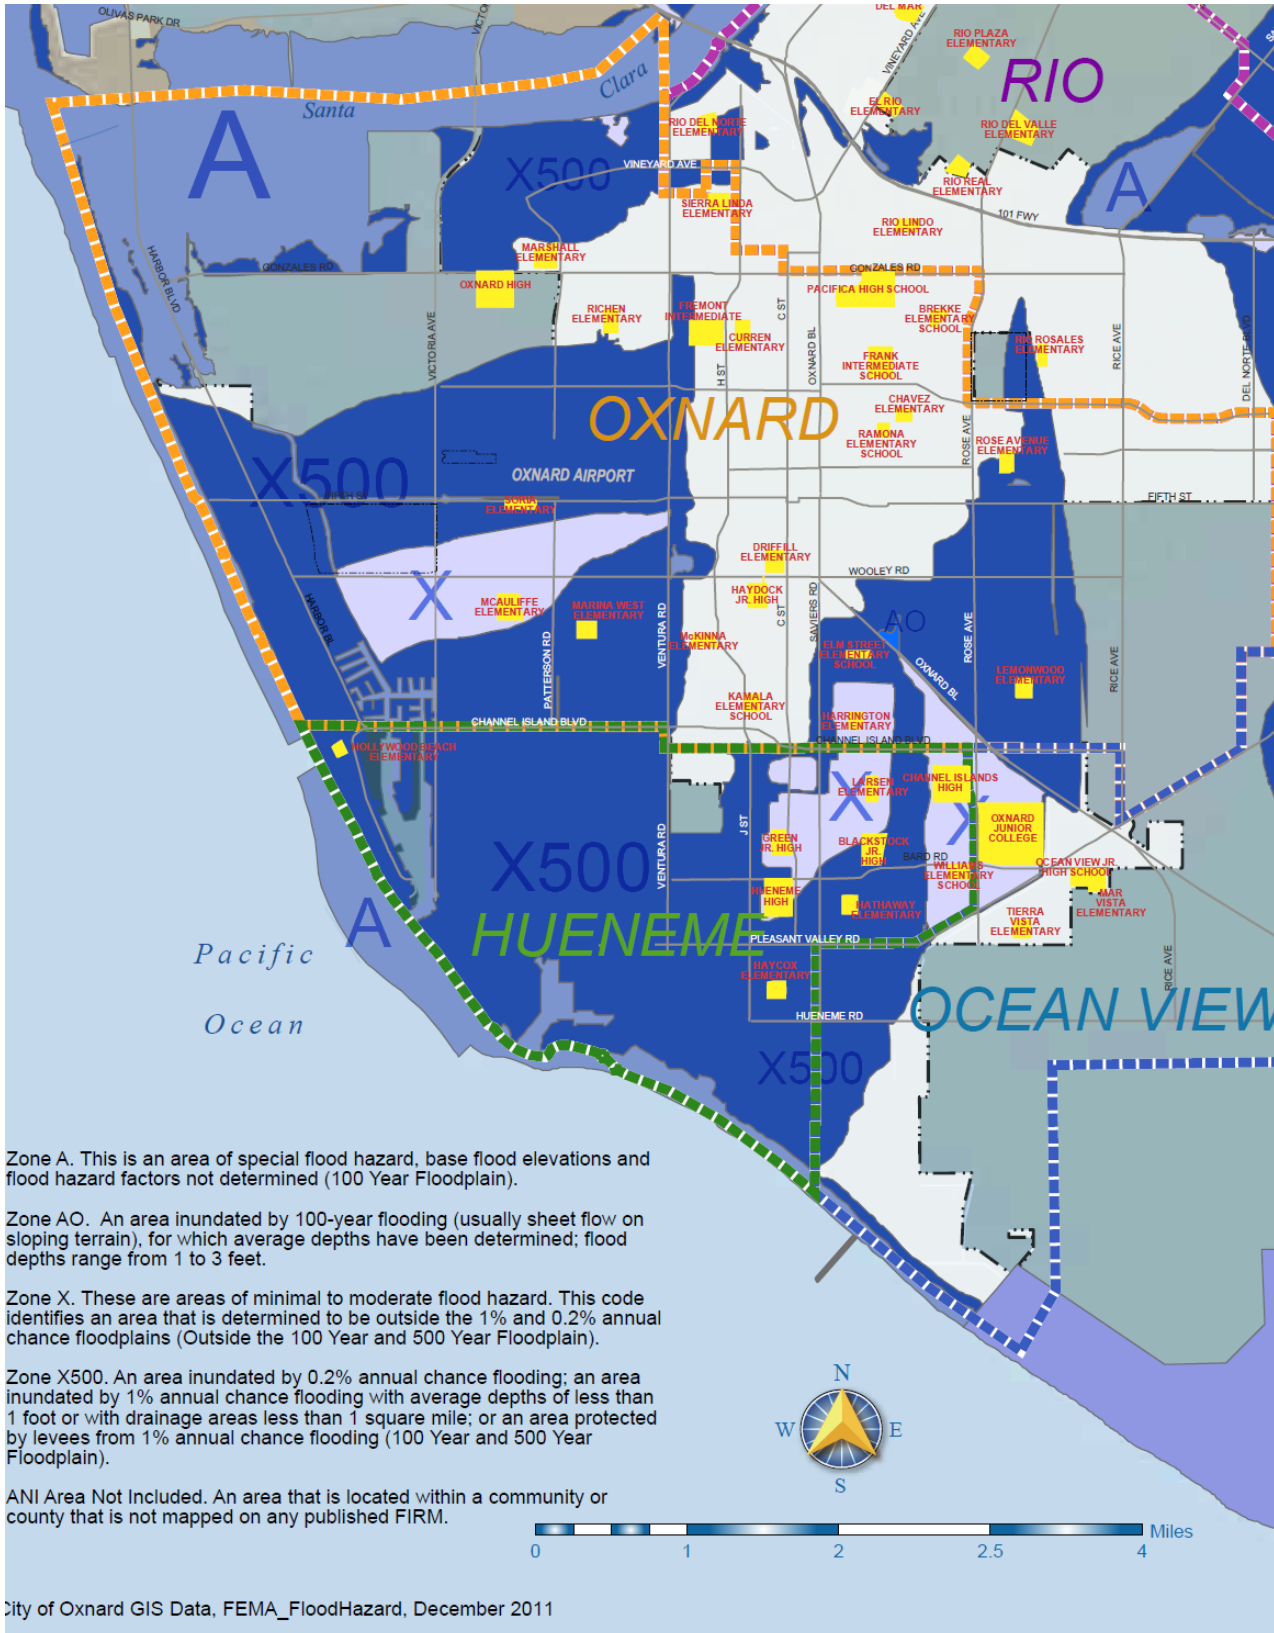 OLIVAS PARK DR
DEL MAR
VINEYARD AVE
RIO PLAZA
ELEMENTARY
RIO
Santa
Clara
A
EL RIO
ELEMENTARY
RIO DEL NORTE
ELEMENTARY
RIO DEL VALLE
ELEMENTARY
X500
VINEYARD AVE
RIO REAL
ELEMENTARY
A
SIERRA LINDA
ELEMENTARY
RIO LINDO
ELEMENTARY
101 FWY
HARBOR BLVD
MARSHALL
ELEMENTARY
GONZALES RD
GONZALES RD
OXNARD HIGH
PACIFICA HIGH SCHOOL
RICHEN
ELEMENTARY
FREMONT
INTERMEDIATE
C ST
BREKKE
ELEMENTARY
SCHOOL
VICTORIA AVE
CURREN
ELEMENTARY
OXNARD BL
RIO ROSALES
ELEMENTARY
RICE AVE
DEL NORTE BLVD
H ST
FRANK
INTERMEDIATE
SCHOOL
OXNARD
CHAVEZ
ELEMENTARY
RAMONA
ELEMENTARY
SCHOOL
ROSE AVE
ROSE AVENUE
ELEMENTARY
X500
OXNARD AIRPORT
FIFTH ST
SORIA
ELEMENTARY
FIFTH ST
DRIFFILL
ELEMENTARY
WOOLEY RD
X
MCAULIFFE
ELEMENTARY
MARINA WEST
ELEMENTARY
HAYDOCK
JR. HIGH
C ST
SAVIERS RD
HARBOR BL
VENTURA RD
McKINNA
ELEMENTARY
AO
ROSE AVE
ELM STREET
ELEMENTARY
SCHOOL
PATTERSON RD
OXNARD BL
LEMONWOOD
ELEMENTARY
RICE AVE
KAMALA
ELEMENTARY
SCHOOL
HARRINGTON
ELEMENTARY
CHANNEL ISLAND BLVD
CHANNEL ISLAND BLVD
HOLLYWOOD BEACH
ELEMENTARY
X
LARSEN
ELEMENTARY
CHANNEL ISLANDS
HIGH
X
OXNARD
JUNIOR
COLLEGE
VENTURA RD
J ST
GREEN
JR. HIGH
BLACKSTOCK
JR.
HIGH
BARD RD
WILLIAMS
ELEMENTARY
SCHOOL
OCEAN VIEW JR.
HIGH SCHOOL
X500
HUENEME
HIGH
HATHAWAY
ELEMENTARY
MAR
VISTA
ELEMENTARY
A
HUENEME
TIERRA
VISTA
ELEMENTARY
PLEASANT VALLEY RD
Pacific
Ocean
HAYCOX
ELEMENTARY
RICE AVE
HUENEME RD
OCEAN VIEW
X500
Zone A. This is an area of special flood hazard, base flood elevations and
flood hazard factors not determined (100 Year Floodplain).
Zone AO.  An area inundated by 100-year flooding (usually sheet flow on
sloping terrain), for which average depths have been determined; flood
depths range from 1 to 3 feet.
Zone X. These are areas of minimal to moderate flood hazard. This code
identifies an area that is determined to be outside the 1% and 0.2% annual
chance floodplains (Outside the 100 Year and 500 Year Floodplain).
Zone X500. An area inundated by 0.2% annual chance flooding; an area
inundated by 1% annual chance flooding with average depths of less than
1 foot or with drainage areas less than 1 square mile; or an area protected
by levees from 1% annual chance flooding (100 Year and 500 Year
Floodplain).
ANI Area Not Included. An area that is located within a community or
county that is not mapped on any published FIRM.
N
W E
S
Miles
0 1 2 2.5 4
City of Oxnard GIS Data, FEMA_FloodHazard, December 2011